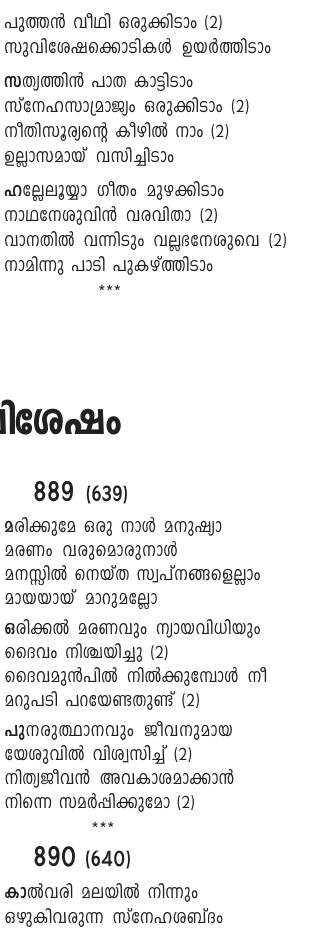 പുത്തൻ വീഥി ഒരുക്കിടാം (2)
സുവിശേഷക്കൊടികൾ ഉയർത്തിടാം
സത്യത്തിൻ പാത കാട്ടിടാം
സ്നേഹസാമ്രാജ്യം ഒരുക്കിടാം (2)
നീതിസൂര്യന്റെ കീഴിൽ നാം (2)
ഉല്ലാസമായ് വസിച്ചിടാം
ഹല്ലേലൂയ്യാ ഗീതം മുഴക്കിടാം
നാഥനേശുവിൻ വരവിതാ (2)
വാനതിൽ വന്നിടും വല്ലഭനേശുവെ (2)
നാമിന്നു പാടി പുകഴ്ത്തിടാം
***
വിശേഷം
889 (639)
മരിക്കുമേ ഒരു നാൾ മനുഷ്യാ
മരണം വരുമൊരുനാൾ
മനസ്സിൽ നെയ്ത സ്വപ്നങ്ങളെല്ലാം
മായയായ് മാറുമല്ലോ
ഒരിക്കൽ മരണവും ന്യായവിധിയും
ദൈവം നിശ്ചയിച്ചു (2)
ദൈവമുൻപിൽ നിൽക്കുമ്പോൾ നീ
മറുപടി പറയേണ്ടതുണ്ട് (2)
പുനരുത്ഥാനവും ജീവനുമായ
യേശുവിൽ വിശ്വസിച്ച് (2)
നിത്യജീവൻ അവകാശമാക്കാൻ
നിന്നെ സമർപ്പിക്കുമോ (2)
***
890 (640)
കാൽവരി മലയിൽ നിന്നും
ഒഴുകിവരുന്ന സ്നേഹശബ്ദം